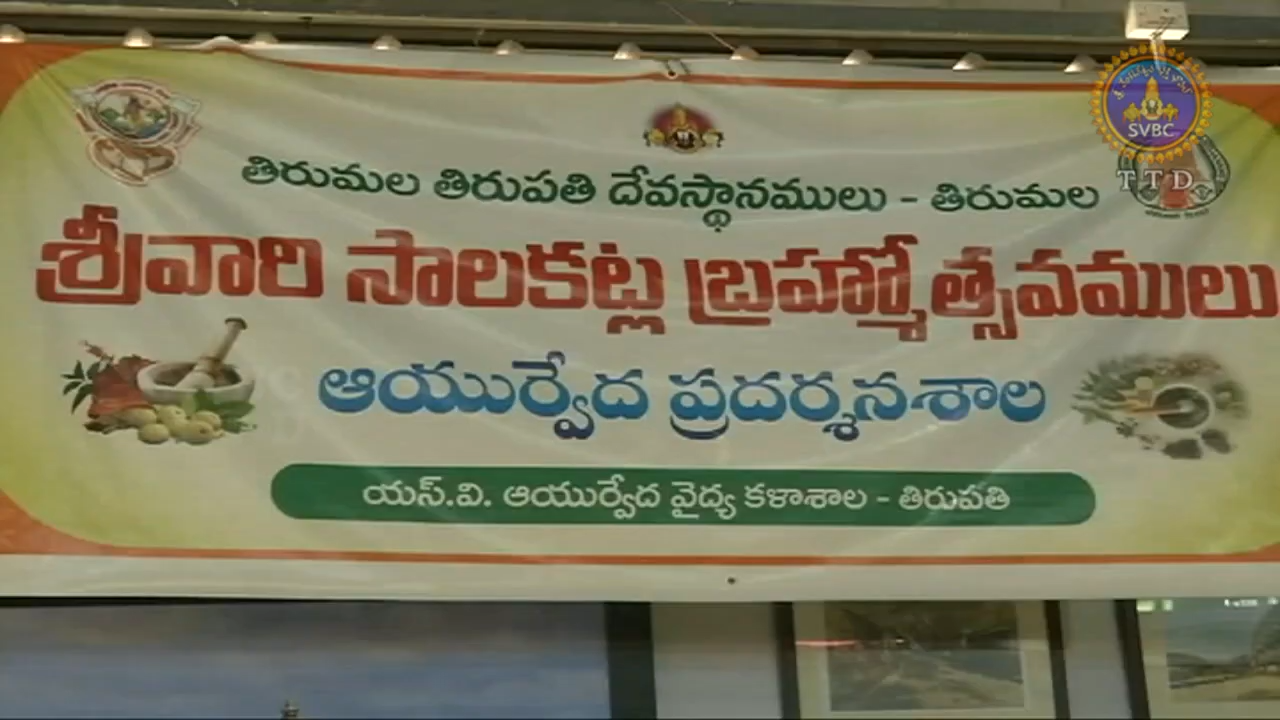 తిరుమల తిరుపతి దేవస్థానములు - తిరుమల
శ్రీవారి సాలకట్ల బ్రహ్మోత్సవములు
ఆయుర్వేద ప్రదర్శనశాల
యస్.వి. ఆయుర్వేద వైద్య కళాశాల - తిరుపతి
SVBC
TTD